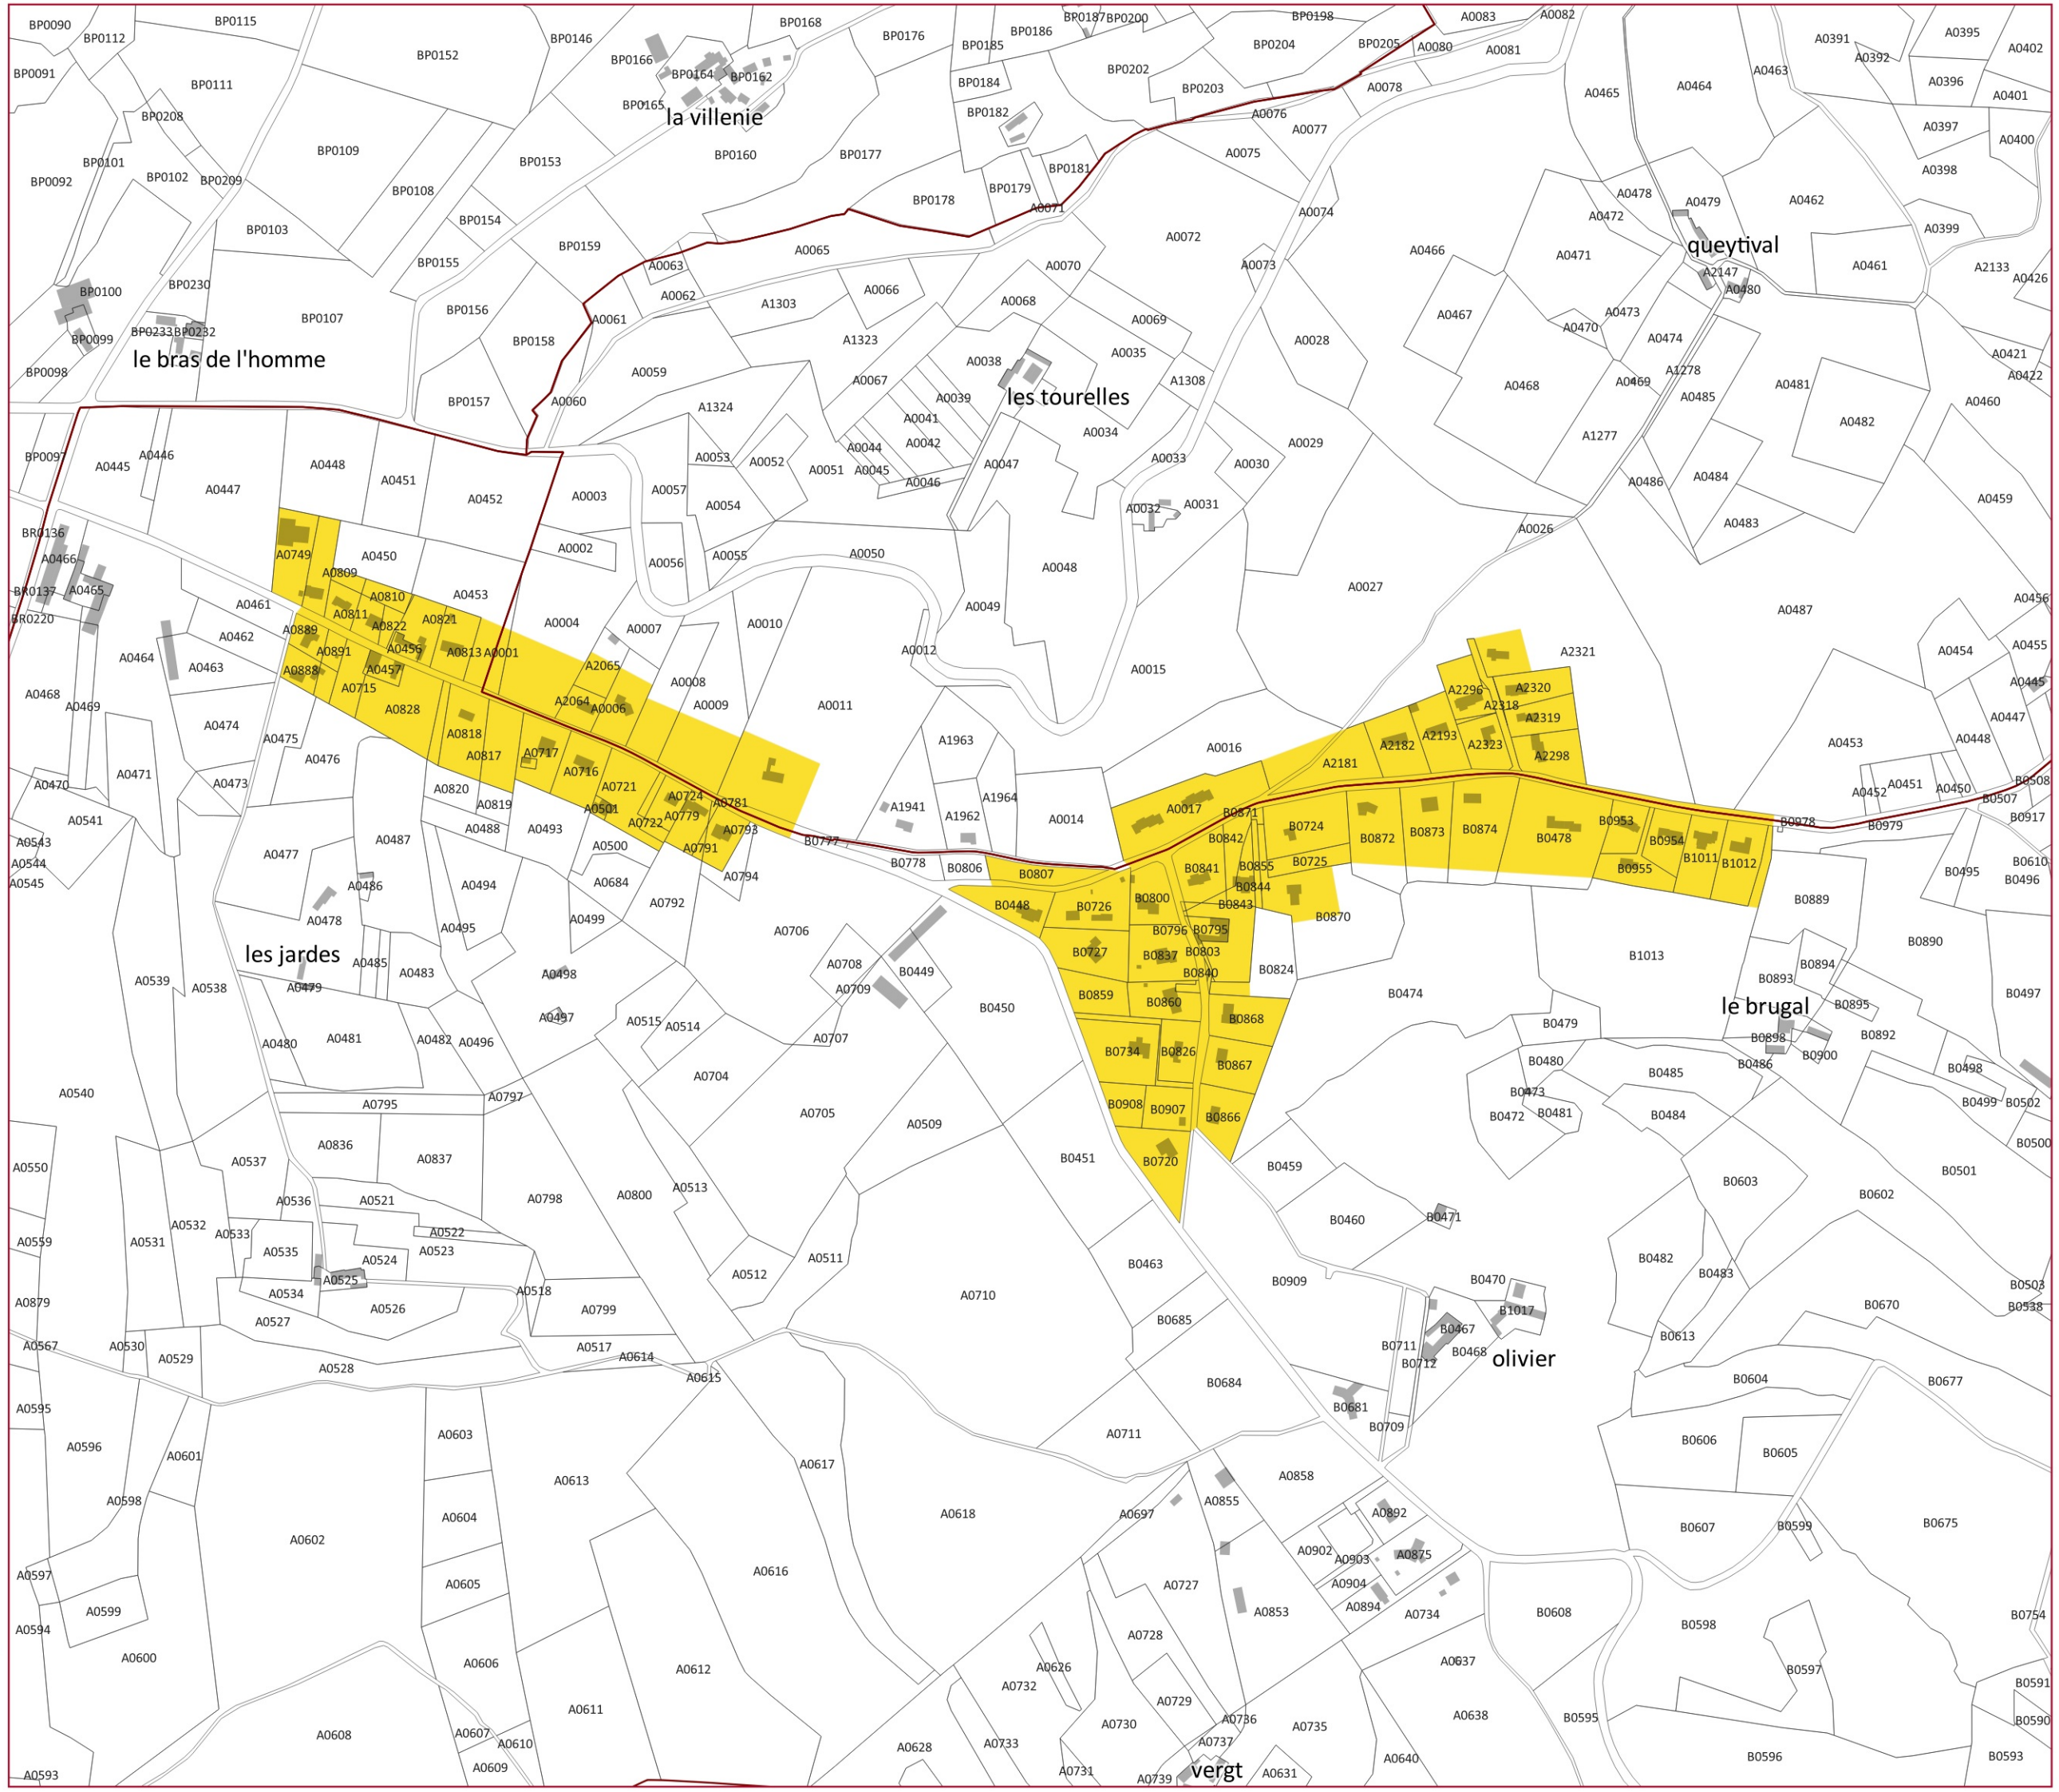 BP0090
BP0115
BP0112
BP0146
BP0168
BP0187
BP0200
BP0198
A0083
A0082
BP0152
BP0166
BP0176
BP0185
BP0186
BP0204
BP0205
A0080
A0081
A0391
A0392
A0395
A0402
BP0091
BP0111
BP0164
BP0162
BP0184
BP0202
BP0203
A0078
A0465
A0464
A0463
A0396
A0401
BP0165
la villenie
BP0208
BP0182
A0076
A0077
A0397
A0400
BP0101
BP0109
BP0153
BP0160
BP0177
BP0181
A0075
A0398
BP0092
BP0102
BP0209
BP0108
BP0179
A0478
A0479
A0462
BP0154
BP0178
A0071
A0074
A0472
A0399
BP0103
BP0159
A0065
A0072
A0466
A0471
queytival
BP0155
A0063
A0070
A0073
A2147
A0461
A2133
A0426
BP0100
BP0230
A0062
A1303
A0066
A0068
A0480
BP0156
A0061
A0069
A0467
A0473
A0470
BP0107
BP0233
BP0232
BP0099
BP0158
A1323
A0028
A0474
le bras de l'homme
A0038
A0035
A0421
BP0098
A0059
A0067
A1308
A0468
A0469
A1278
A0481
A0422
BP0157
A0060
A0039
les tourelles
A0485
A0460
A1324
A0041
A0034
A0042
A0029
A1277
A0482
BP0097
A0445
A0446
A0448
A0451
A0053
A0052
A0051
A0044
A0045
A0046
A0047
A0033
A0030
A0447
A0452
A0003
A0057
A0054
A0032
A0031
A0486
A0484
A0459
A0483
A0026
BR0136
A0466
A0749
A0450
A0002
A0056
A0055
A0050
A0048
A0027
BR0137
A0465
A0809
A0810
A0453
A0461
A0811
A0049
A0487
A0456
BR0220
A0822
A0821
A0004
A0007
A0010
A0889
A0462
A0891
A0456
A0813
A0001
A0012
A2321
A0454
A0455
A0464
A0463
A0888
A0457
A2065
A0015
A0445
A0468
A0469
A0715
A0828
A2064
A0006
A0008
A0009
A0011
A2296
A2318
A2320
A2319
A0447
A0474
A0475
A0818
A0817
A0717
A1963
A0016
A2182
A2193
A2323
A2298
A0453
A0448
A0476
A0716
A2181
A0470
A0471
A0473
A0820
A0819
A0721
A0724
A0781
A1941
A1962
A1964
A0017
B0871
A0452
A0451
A0450
B0508
B0507
A0541
A0501
A0722
A0779
A0793
A0014
B0724
B0872
B0873
B0874
B0478
B0953
B0978
B0979
B0917
A0543
A0487
A0488
A0493
A0791
B0777
B0842
B0954
B1011
B1012
A0544
A0477
A0500
B0778
B0806
B0807
B0841
B0855
B0725
B0955
B0610
A0545
A0486
A0494
A0684
A0794
B0844
B0495
B0496
A0478
A0499
A0792
B0448
B0726
B0800
B0843
B0870
B0889
A0495
A0706
B0796
B0795
B0890
les jardes
B0727
B0837
B0803
B1013
A0539
A0538
A0479
A0485
A0483
A0498
A0708
A0709
B0449
B0840
B0824
B0893
B0894
B0497
B0859
B0860
B0474
le brugal
B0895
A0497
A0515
A0514
B0450
B0868
B0479
A0480
A0481
A0482
A0496
A0707
B0734
B0826
B0898
B0892
B0900
A0704
B0867
B0480
B0485
B0486
B0498
A0540
A0795
A0797
A0705
B0908
B0907
B0866
B0472
B0473
B0481
B0484
B0499
B0502
A0836
A0837
A0509
B0500
A0550
A0537
B0451
B0720
B0459
B0501
A0536
A0521
A0798
A0800
A0513
B0603
B0602
A0532
A0533
A0522
B0460
B0471
A0559
A0531
A0535
A0524
A0523
A0525
A0511
A0512
B0463
B0482
B0483
B0909
B0470
B0503
A0879
A0534
A0526
A0518
A0799
A0710
B0685
B1017
B0670
B0538
A0527
B0467
B0613
A0567
A0530
A0529
A0517
A0614
B0711
B0468
olivier
A0528
A0615
B0712
B0604
B0677
B0684
A0595
B0681
B0709
A0596
A0603
A0711
B0606
B0605
A0601
A0613
A0617
A0858
A0598
A0604
A0618
A0697
A0855
A0892
A0602
B0607
B0599
B0675
A0902
A0903
A0875
A0597
A0605
A0616
A0727
A0904
A0599
A0853
A0894
A0734
B0608
B0598
B0754
A0594
A0728
A0600
A0606
A0612
A0626
A0637
B0597
A0732
B0591
A0729
A0611
A0730
A0736
A0735
A0638
B0595
B0590
A0608
A0607
A0610
A0628
A0733
A0737
A0640
B0596
B0593
A0609
A0593
A0731
A0739
vergt
A0631